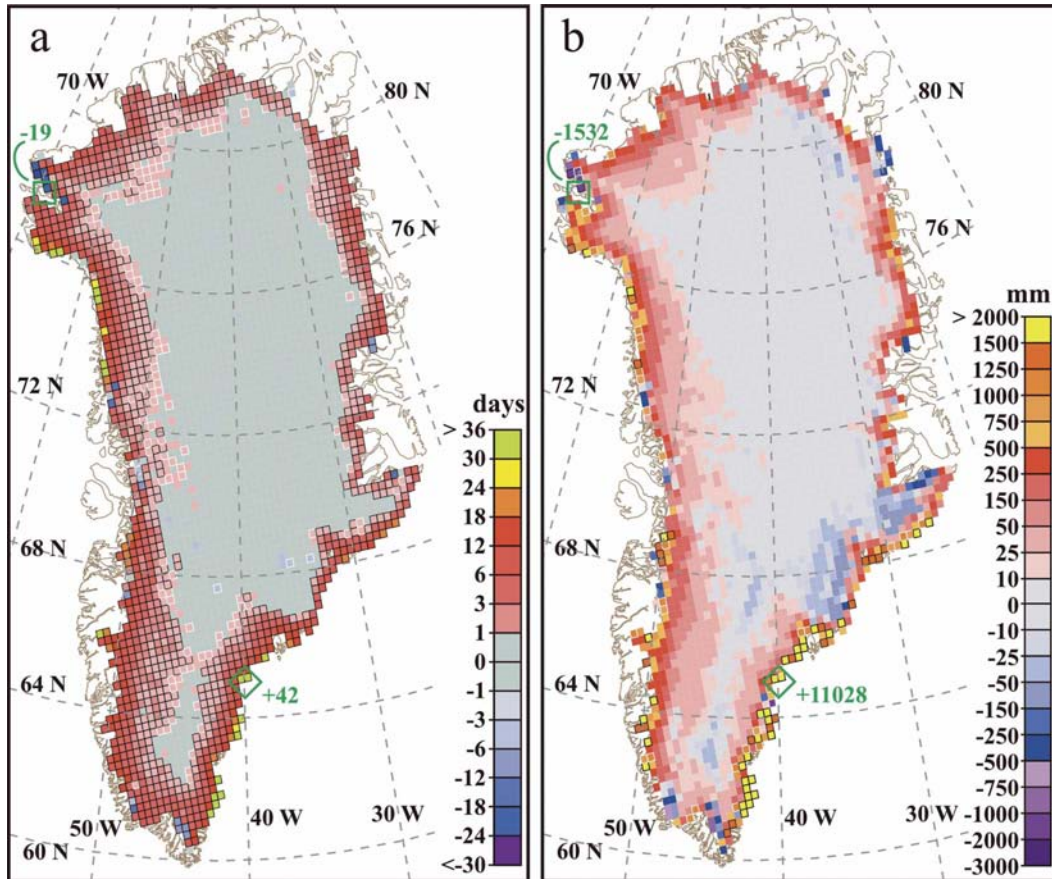 a
70 W
80 N
-19
76 N
72 N
days
> 36
30
24
18
12
6
3
1
0
-1
-3
-6
-12
-18
-24
<-30
68 N
64 N
+42
50 W
40 W
30 W
60 N
b
70 W
80 N
-1532
76 N
mm
> 2000
1500
1250
1000
750
500
250
150
50
25
10
0
-10
-25
-50
-150
-250
-500
-750
-1000
-2000
-3000
72 N
68 N
64 N
+11028
50 W
40 W
30 W
60 N